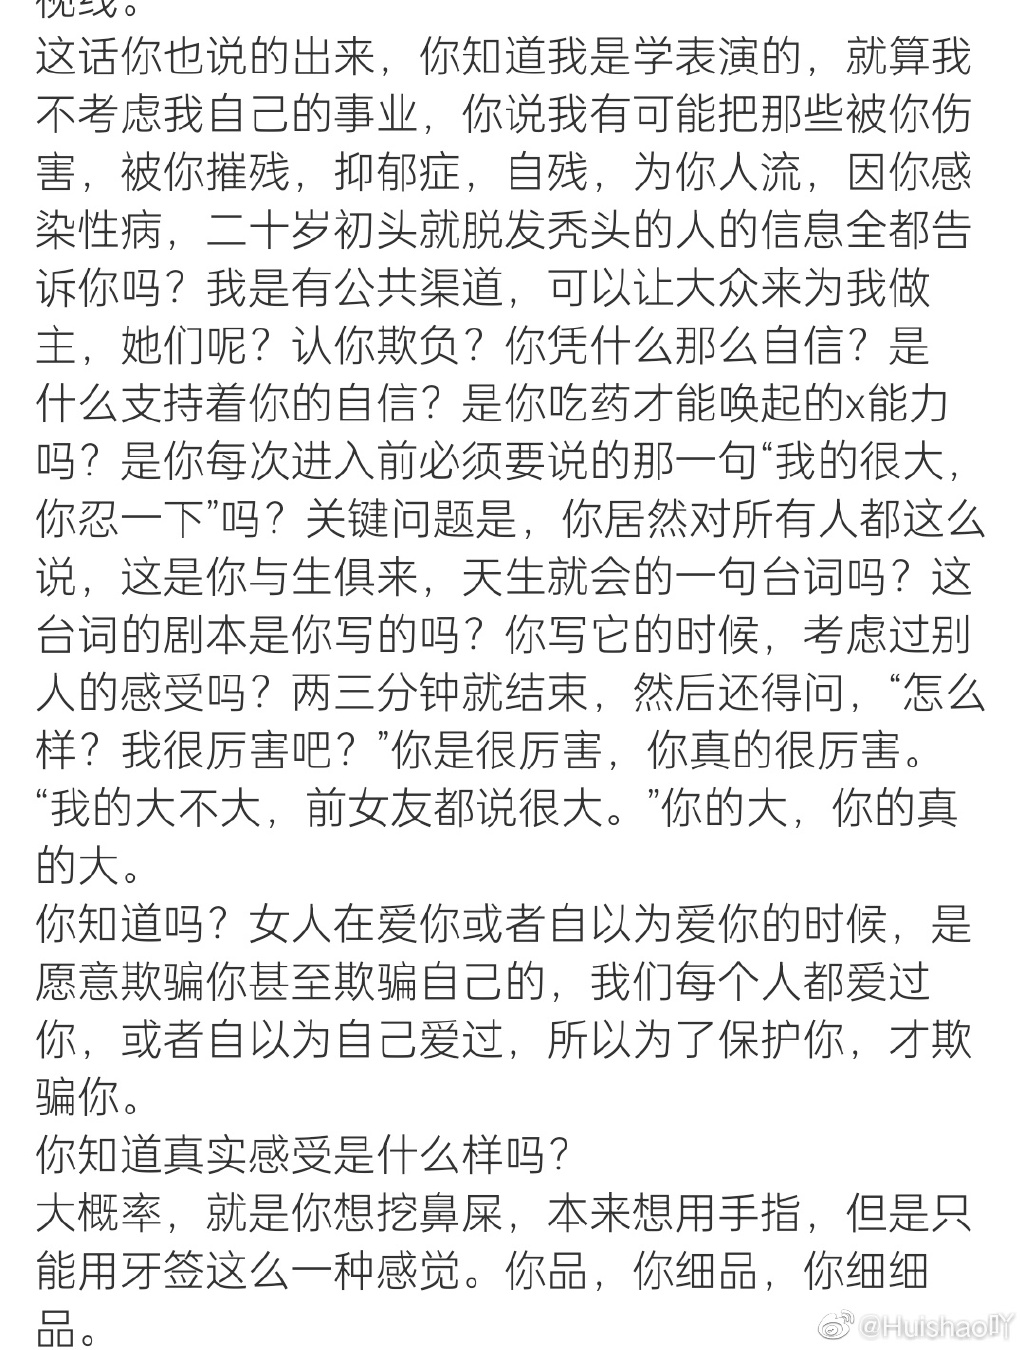 视线。
这话你也说的出来，你知道我是学表演的，就算我
不考虑我自己的事业，你说我有可能把那些被你伤
害，被你摧残，抑郁症，自残，为你人流，因你感
染性病，二十岁初头就脱发秃头的人的信息全都告
诉你吗？我是有公共渠道，可以让大众来为我做
主，她们呢？认你欺负？你凭什么那么自信？是
什么支持着你的自信？是你吃药才能唤起的x能力
吗？是你每次进入前必须要说的那一句“我的很大，
你忍一下”吗？关键问题是，你居然对所有人都这么
说，这是你与生俱来，天生就会的一句台词吗？这
台词的剧本是你写的吗？你写它的时候，考虑过别
人的感受吗？两三分钟就结束，然后还得问，“怎么
样？我很厉害吧？”你是很厉害，你真的很厉害。
“我的大不大，前女友都说很大。”你的大，你的真
的大。
你知道吗？女人在爱你或者自以为爱你的时候，是
愿意欺骗你甚至欺骗自己的，我们每个人都爱过
你，或者自以为自己爱过，所以为了保护你，才欺
骗你。
你知道真实感受是什么样吗？
大概率，就是你想挖鼻屎，本来想用手指，但是只
能用牙签这么一种感觉。你品，你细品，你细细
品。
@Huishao吖